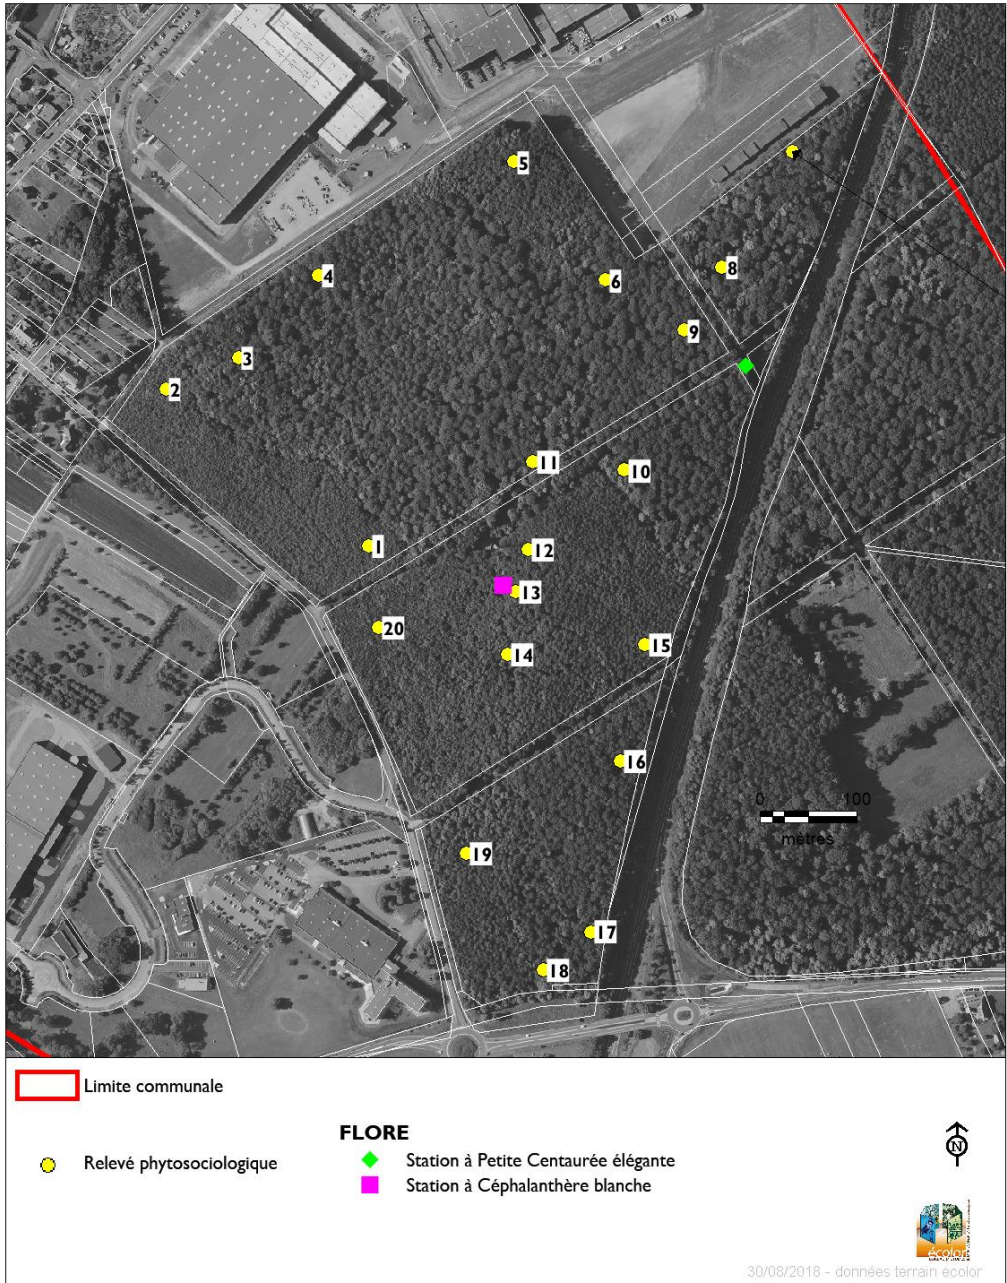 5
4
6
8
3
9
2
11
10
1
12
13
20
14
15
16
0 100
mètres
19
17
18
Limite communale
FLORE
Relevé phytosociologique
Station à Petite Centaurée élégante
Station à Céphalanthère blanche
N
écolor
30/08/2018 - données terrain ecolor